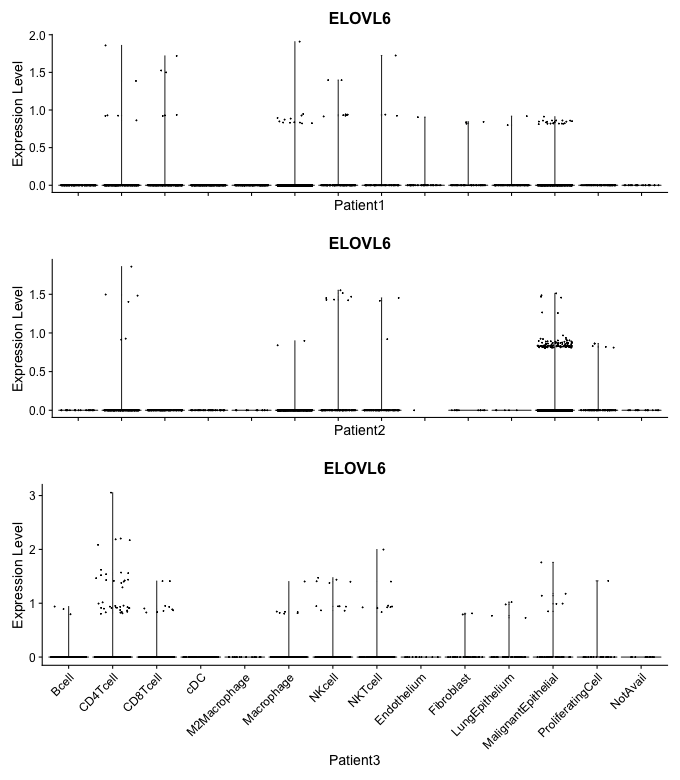 ELOVL6
Expression Level
2.0
1.5
1.0
0.5
0.0
Patient1
ELOVL6
Expression Level
1.5
1.0
0.5
0.0
Patient2
ELOVL6
Expression Level
3
2
1
0
Bcell
CD4Tcell
CD8Tcell
cDC
M2Macrophage
Macrophage
NKcell
NKTcell
Endothelium
Fibroblast
LungEpithelium
MalignantEpithelial
ProliferatingCell
NotAvail
Patient3